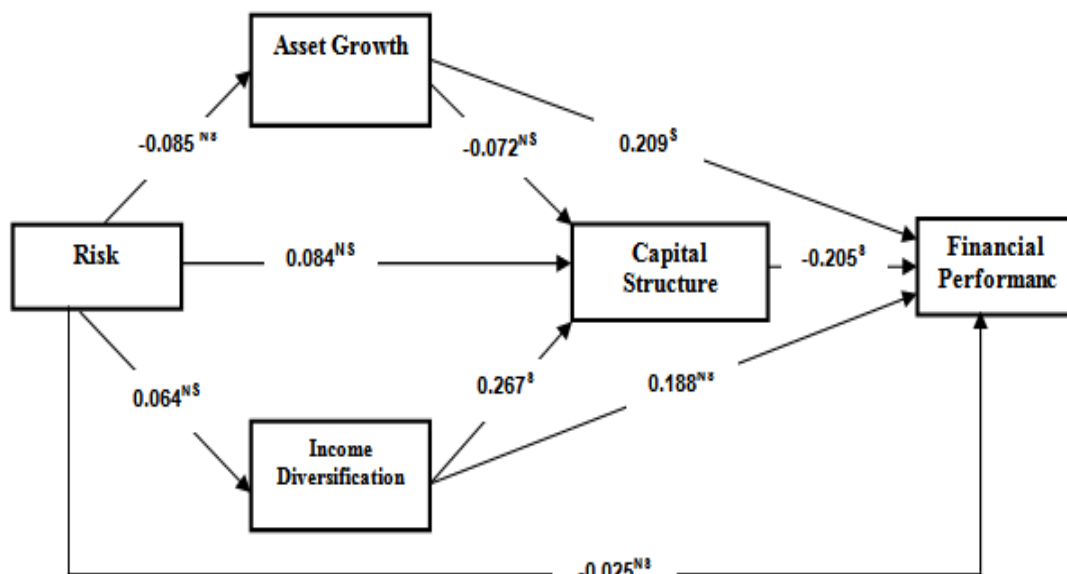 Asset Growth
-0.085 NS
-0.072NS
0.209S
Risk
0.084NS
Capital
Structure
-0.205S
Financial
Performanc
0.064NS
0.267S
0.188NS
Income
Diversification
-0.025NS